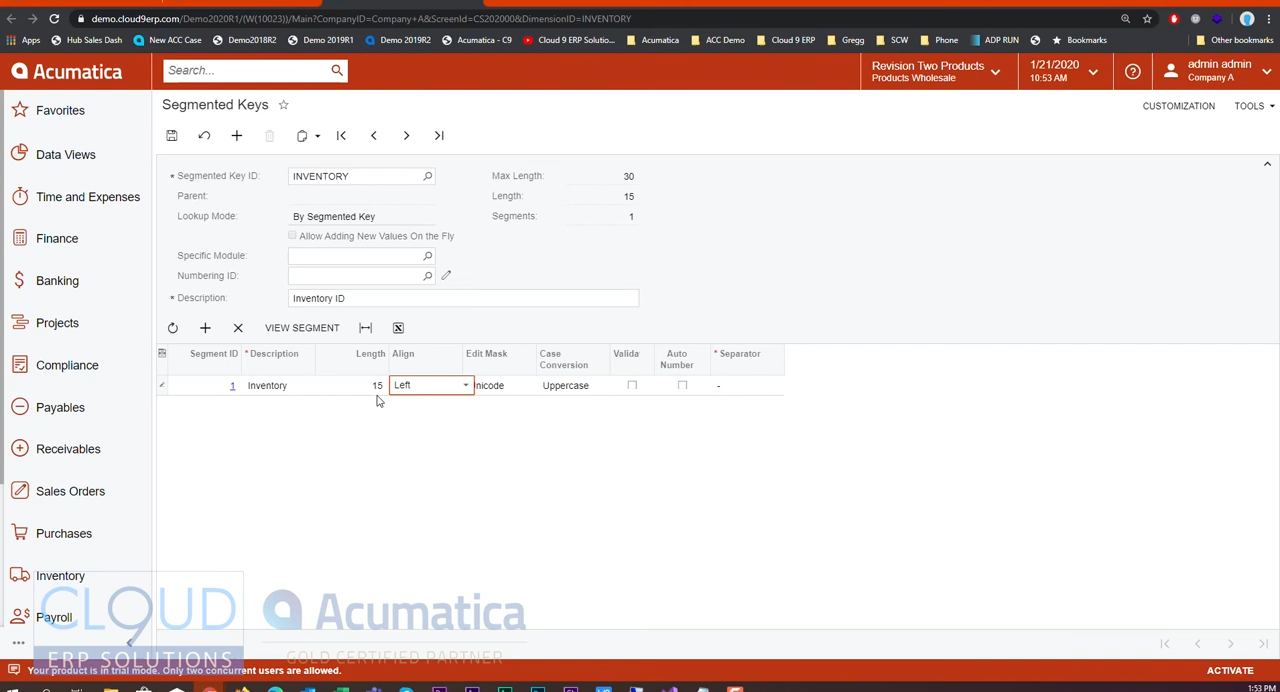 demo.cloud9erp.com/Demo2020R1/(W(10023))/Main?CompanyID=Company+A&ScreenId=CS202000&DimensionID=INVENTORY
Apps Hub Sales Dash New ACC Case Demo2018R2 Demo 2019R1 Demo 2019R2 Acumatica - C9 Cloud 9 ERP Solutio... Acumatica ACC Demo Cloud 9 ERP Gregg SCW Phone ADP RUN Bookmarks Other bookmarks
Acumatica Search... Revision Two Products Products Wholesale 1/21/2020 10:53 AM admin admin Company A
Segmented Keys CUSTOMIZATION TOOLS
Favorites
Data Views
Time and Expenses
Finance
Banking
Projects
Compliance
Payables
Receivables
Sales Orders
Purchases
Inventory
Payroll
* Segmented Key ID: INVENTORY Max Length: 30
Parent: Length: 15
Lookup Mode: By Segmented Key Segments: 1
Allow Adding New Values On the Fly
Specific Module:
Numbering ID:
* Description: Inventory ID
VIEW SEGMENT
Segment ID * Description Length Align Edit Mask Case Conversion Valida Auto Number * Separator
1 Inventory 15 Left nicode Uppercase -
CLOUD 9
ERP SOLUTIONS
Acumatica
GOLD CERTIFIED PARTNER
Your product is in trial mode. Only two concurrent users are allowed. ACTIVATE
1:53 PM